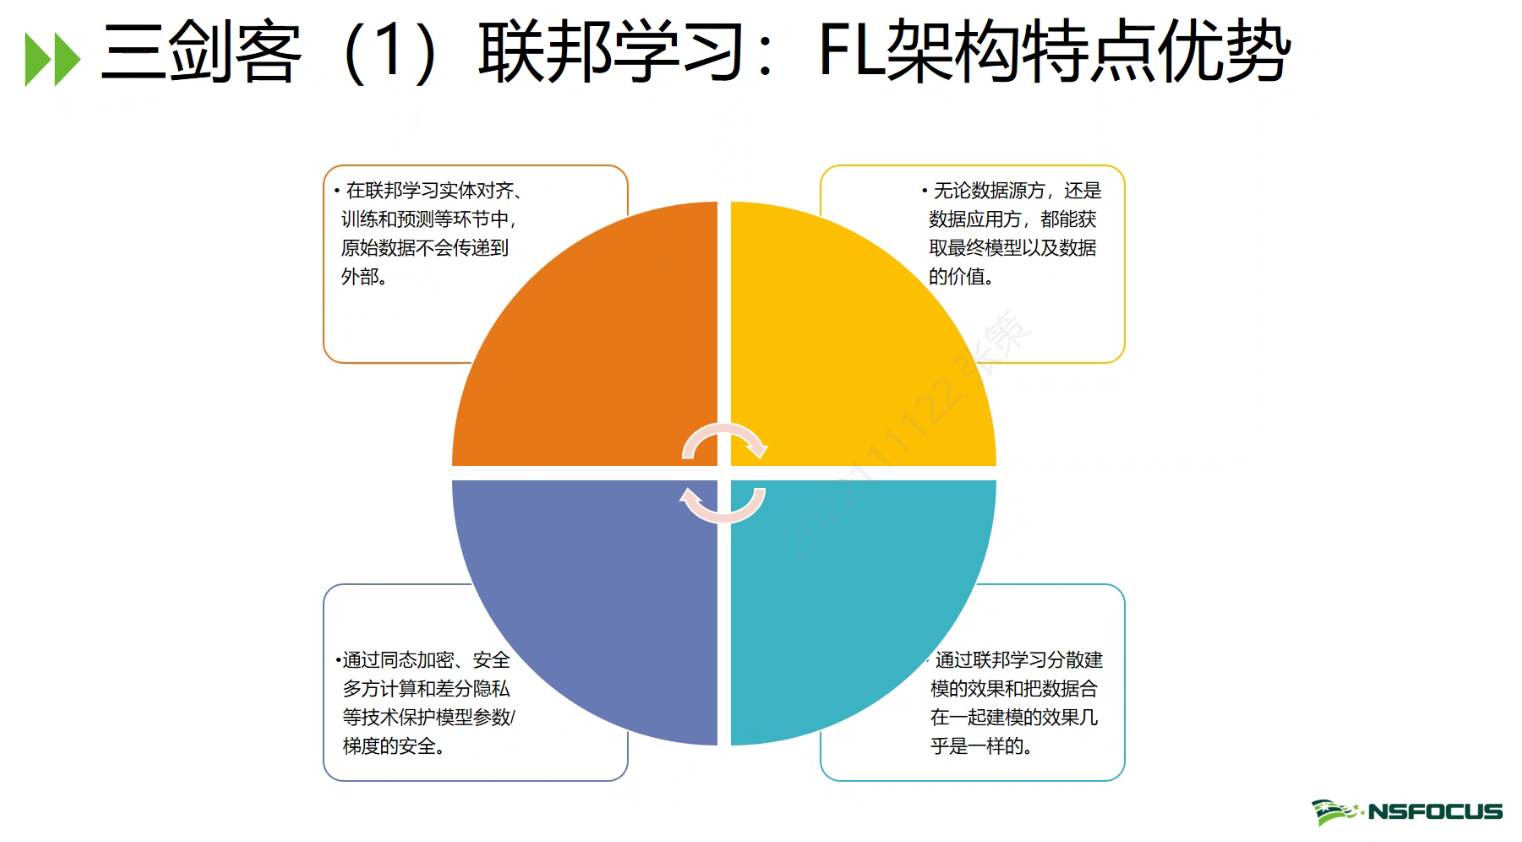 三剑客（1）联邦学习：FL架构特点优势
• 在联邦学习实体对齐、
训练和预测等环节中，
原始数据不会传递到
外部。
• 无论数据源方，还是
数据应用方，都能获
取最终模型以及数据
的价值。
•通过同态加密、安全
多方计算和差分隐私
等技术保护模型参数/
梯度的安全。
• 通过联邦学习分散建
模的效果和把数据合
在一起建模的效果几
乎是一样的。
张策
NSFOCUS